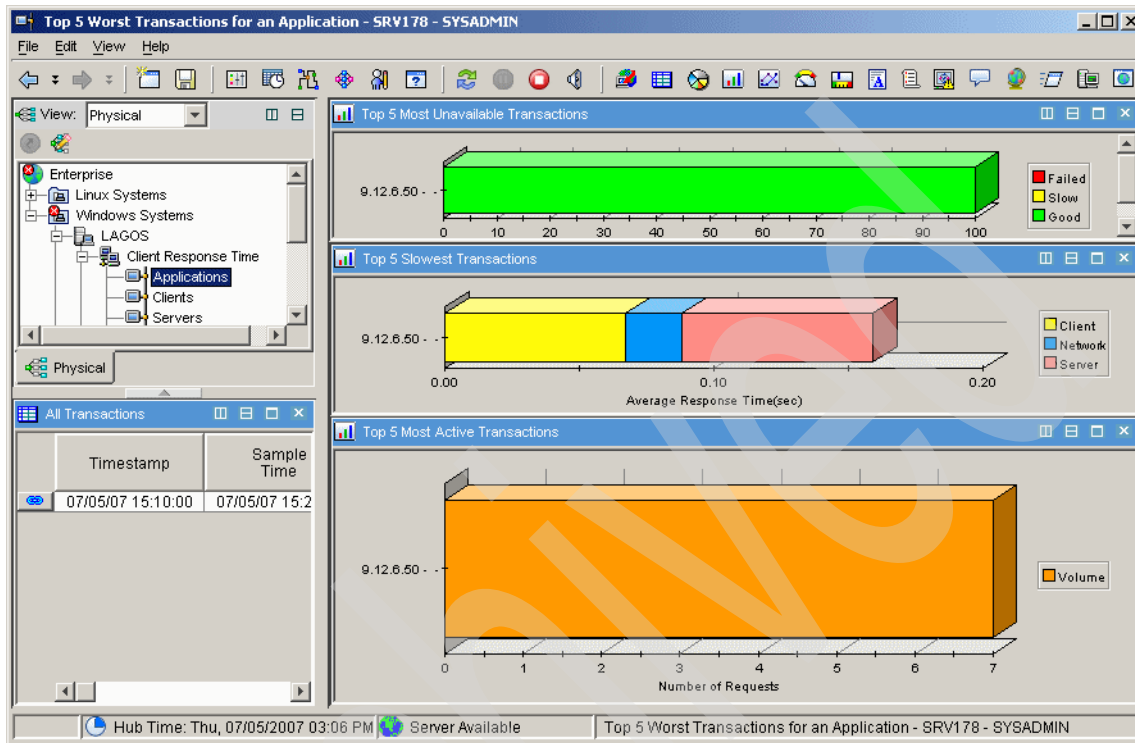 Top 5 Worst Transactions for an Application - SRV178 - SYSADMIN
File Edit View Help
View: Physical
Enterprise
Linux Systems
Windows Systems
LAGOS
Client Response Time
Applications
Clients
Servers
Physical
All Transactions
Timestamp Sample Time
07/05/07 15:10:00 07/05/07 15:2
Top 5 Most Unavailable Transactions
9.12.6.50
0 10 20 30 40 50 60 70 80 90 100
Failed
Slow
Good
Top 5 Slowest Transactions
9.12.6.50
0.00 0.10 0.20
Average Response Time(sec)
Client
Network
Server
Top 5 Most Active Transactions
9.12.6.50
0 1 2 3 4 5 6 7
Number of Requests
Volume
Hub Time: Thu, 07/05/2007 03:06 PM Server Available Top 5 Worst Transactions for an Application - SRV178 - SYSADMIN